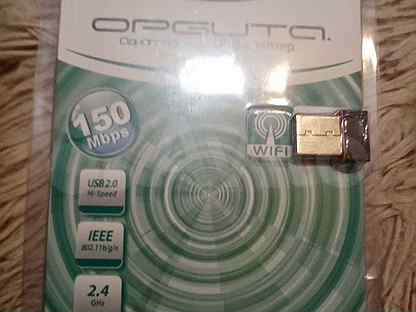 ОРБИТА.
150
Mbps
WiFi
USB 2.0
Hi-Speed
IEEE
802.11b/g/n
2.4
GHz